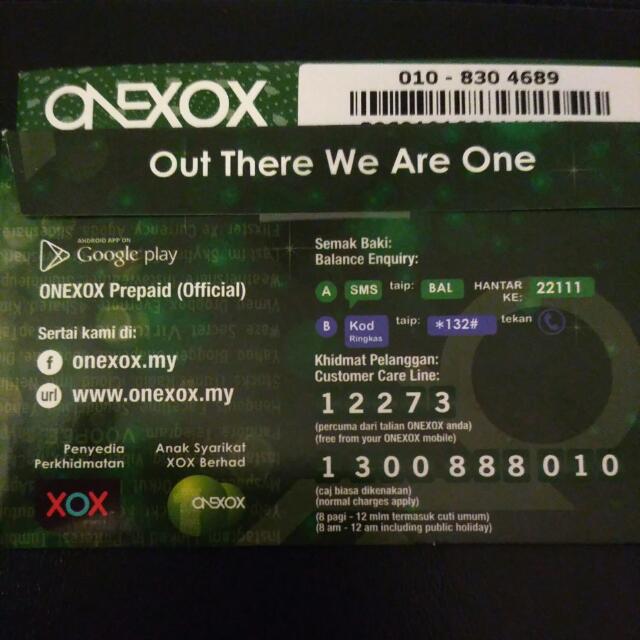 ONEXOX
010 - 830 4689
Out There We Are One
ANDROID APP ON
Google play
ONEXOX Prepaid (Official)
Sertai kami di:
f onexox.my
url www.onexox.my
Penyedia
Perkhidmatan
Anak Syarikat
XOX Berhad
XOX
ONEXOX
Semak Baki:
Balance Enquiry:
A SMS taip: BAL HANTAR KE: 22111
B Kod Ringkas taip: *132# tekan
Khidmat Pelanggan:
Customer Care Line:
12273
(percuma dari talian ONEXOX anda)
(free from your ONEXOX mobile)
1300888010
(caj biasa dikenakan)
(normal charges apply)
(8 pagi - 12 mlm termasuk cuti umum)
(8 am - 12 am including public holiday)